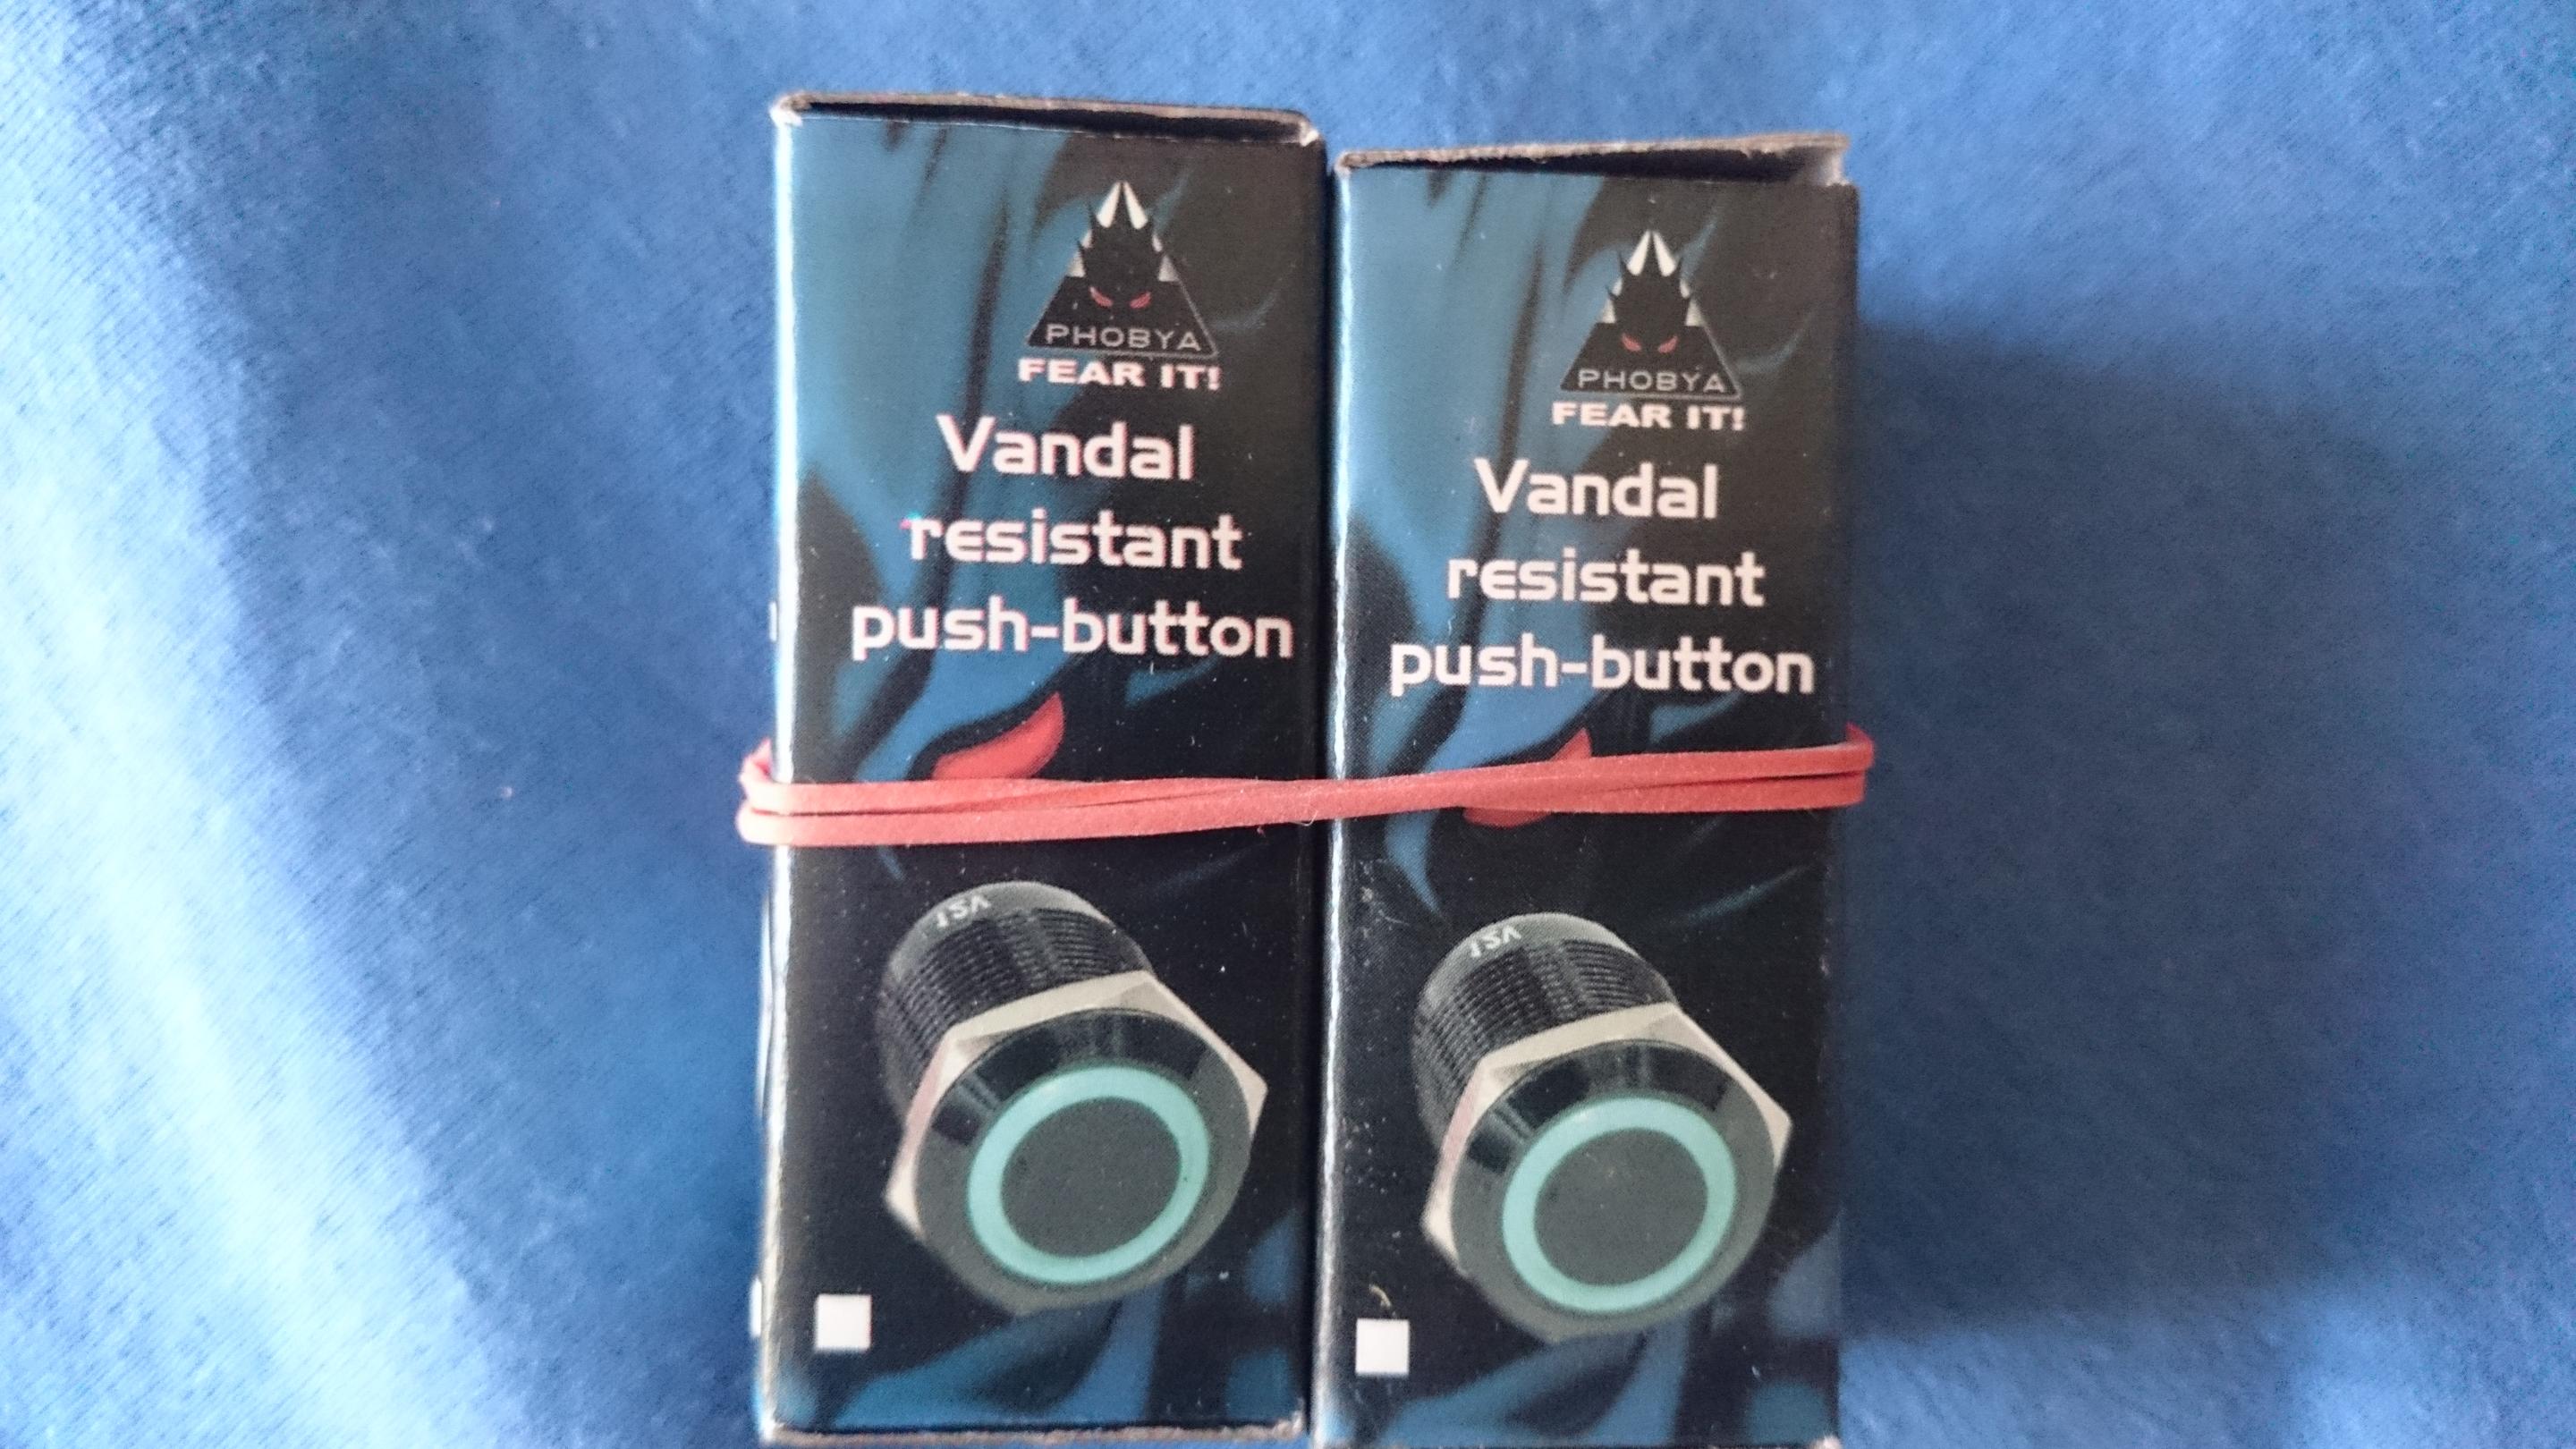 PHOBYA
FEAR IT!
Vandal
resistant
push-button
PHOBYA
FEAR IT!
Vandal
resistant
push-button